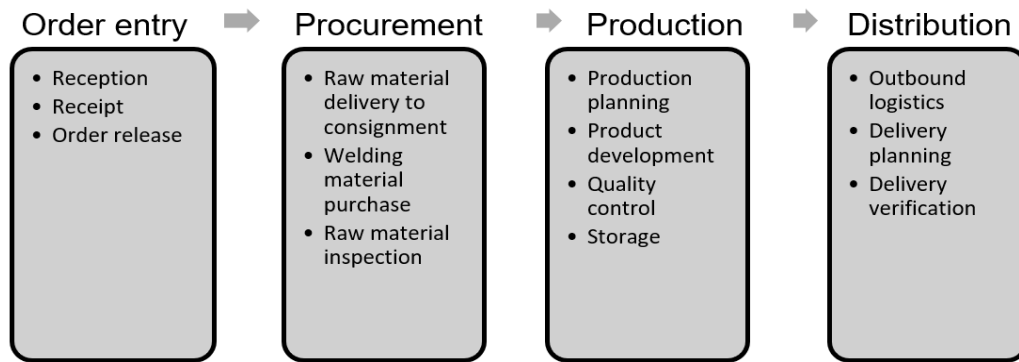 Order entry
Procurement
Production
Distribution
• Reception
• Receipt
• Order release
• Raw material
delivery to
consignment
• Welding
material
purchase
• Raw material
inspection
• Production
planning
• Product
development
• Quality
control
• Storage
• Outbound
logistics
• Delivery
planning
• Delivery
verification